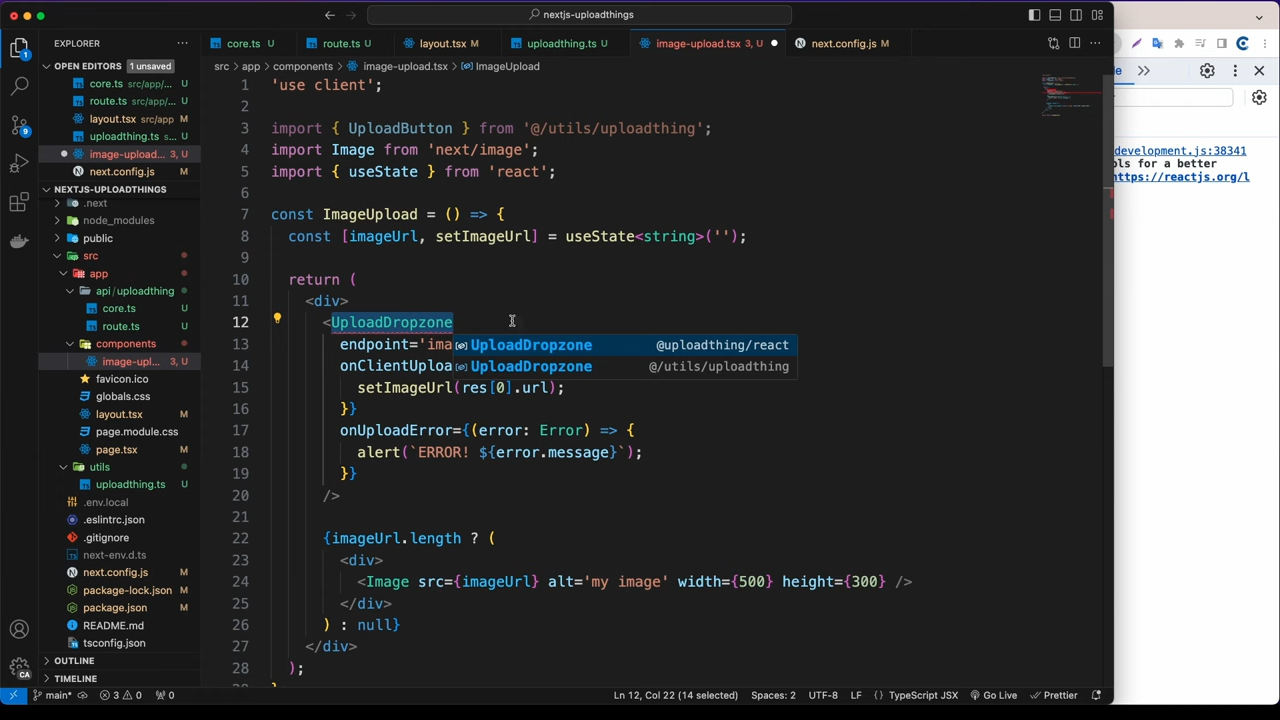 nextjs-uploadthings
EXPLORER
core.ts U
route.ts U
layout.tsx M
uploadthing.ts U
image-upload.tsx 3, U
next.config.js M
OPEN EDITORS 1 unsaved
core.ts src/app/...
route.ts src/app/...
layout.tsx src/app
uploadthing.ts s...
image-upload... 3, U
next.config.js
NEXTJS-UPLOADTHINGS
.next
node_modules
public
src
app
api/uploadthing
core.ts U
route.ts U
components
image-upl... 3, U
favicon.ico
globals.css
layout.tsx M
page.module.css
page.tsx M
utils
uploadthing.ts U
.env.local
.eslintrc.json
.gitignore
next-env.d.ts
next.config.js M
package-lock.json M
package.json M
README.md
tsconfig.json
OUTLINE
TIMELINE
src > app > components > image-upload.tsx > ImageUpload
1 'use client';
2
3 import { UploadButton } from '@/utils/uploadthing';
4 import Image from 'next/image';
5 import { useState } from 'react';
6
7 const ImageUpload = () => {
8 const [imageUrl, setImageUrl] = useState<string>('');
9
10 return (
11 <div>
12 <UploadDropzone
13 endpoint='ima
14 onClientUploa
15 setImageUrl(res[0].url);
16 }}
17 onUploadError={(error: Error) => {
18 alert(`ERROR! ${error.message}`);
19 }}
20 />
21
22 {imageUrl.length ? (
23 <div>
24 <Image src={imageUrl} alt='my image' width={500} height={300} />
25 </div>
26 ) : null}
27 </div>
28 );
UploadDropzone @uploadthing/react
UploadDropzone @/utils/uploadthing
development.js:38341
ols for a better
https://reactjs.org/l
1
9
CA
main* 3 0 0
Ln 12, Col 22 (14 selected) Spaces: 2 UTF-8 LF {} TypeScript JSX Go Live Prettier